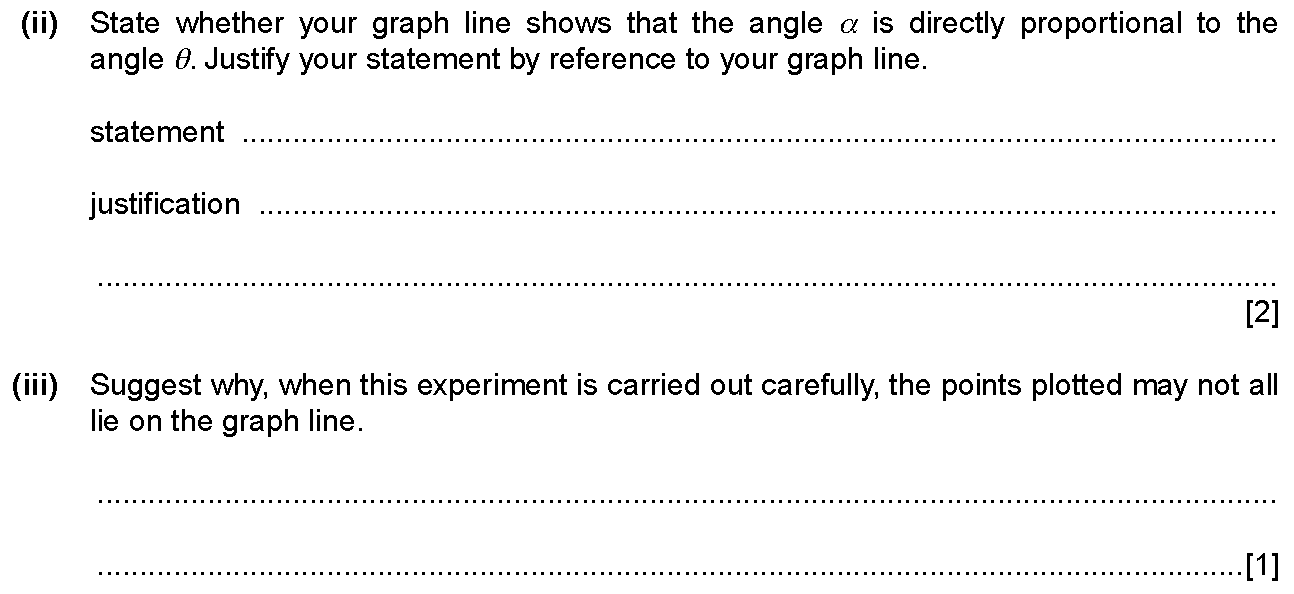 (ii) State whether your graph line shows that the angle α is directly proportional to the
angle θ. Justify your statement by reference to your graph line.
statement ..........................................................................................................................
justification ........................................................................................................................
...........................................................................................................................................
[2]
(iii) Suggest why, when this experiment is carried out carefully, the points plotted may not all
lie on the graph line.
...........................................................................................................................................
.......................................................................................................................................[1]